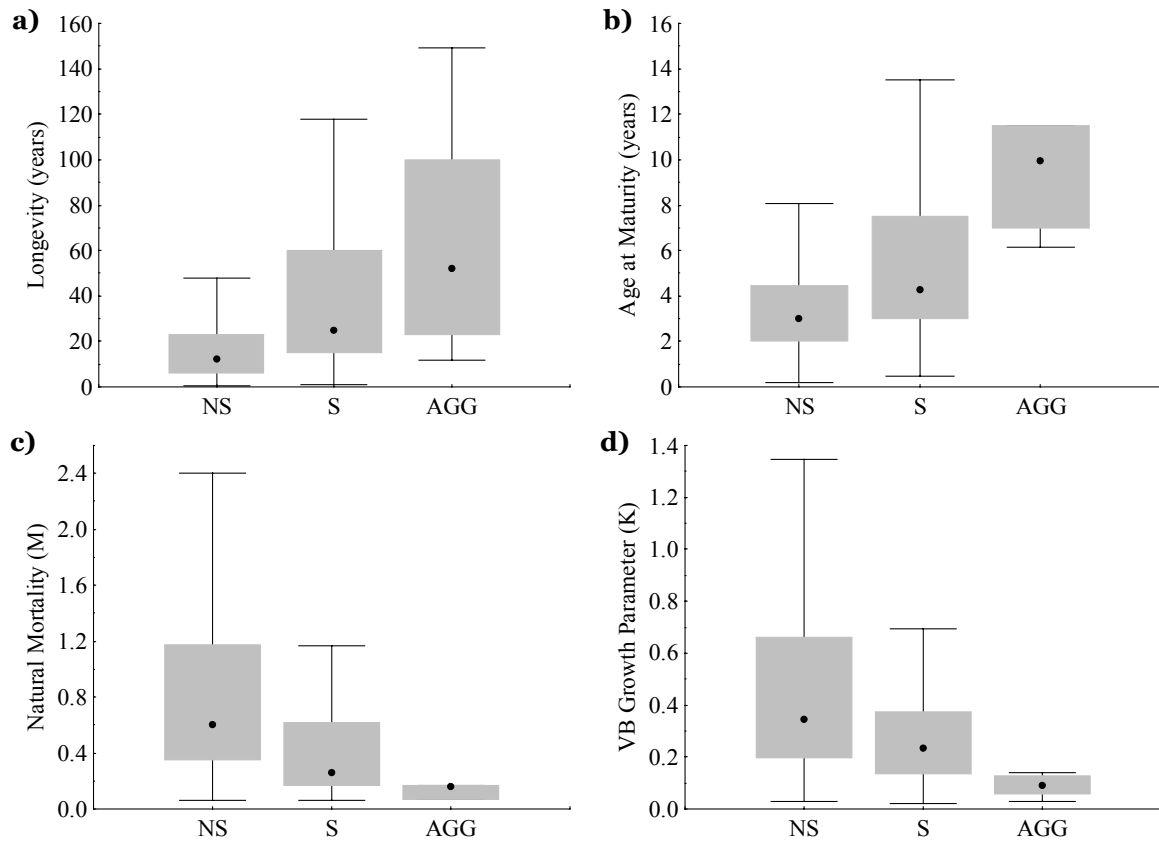 a)
Longevity (years)
160
140
120
100
80
60
40
20
0
NS S AGG
b)
Age at Maturity (years)
16
14
12
10
8
6
4
2
0
NS S AGG
c)
Natural Mortality (M)
2.4
2.0
1.6
1.2
0.8
0.4
0.0
NS S AGG
d)
VB Growth Parameter (K)
1.4
1.2
1.0
0.8
0.6
0.4
0.2
0.0
NS S AGG